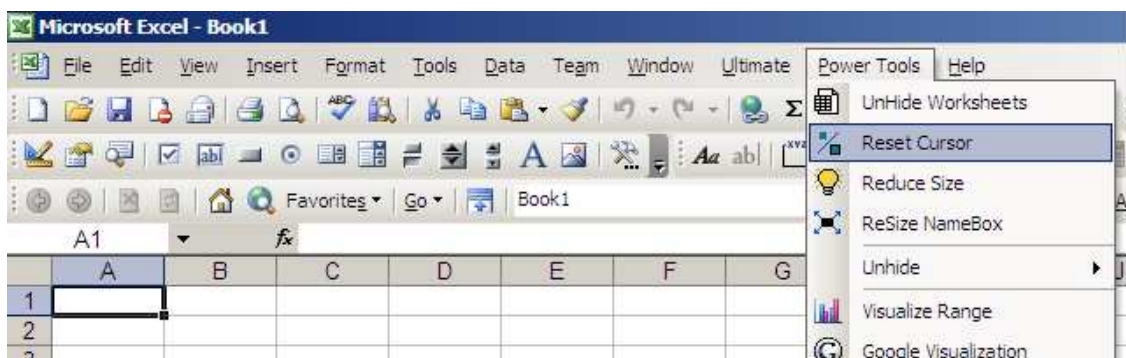 Microsoft Excel - Book1
File Edit View Insert Format Tools Data Team Window Ultimate Power Tools Help
UnHide Worksheets
ABC Σ
Reset Cursor
ab| A Aa ab|
Reduce Size
Favorites Go Book1
ReSize NameBox
A1 fx
Unhide
A B C D E F G
1
Visualize Range
2
Google Visualization